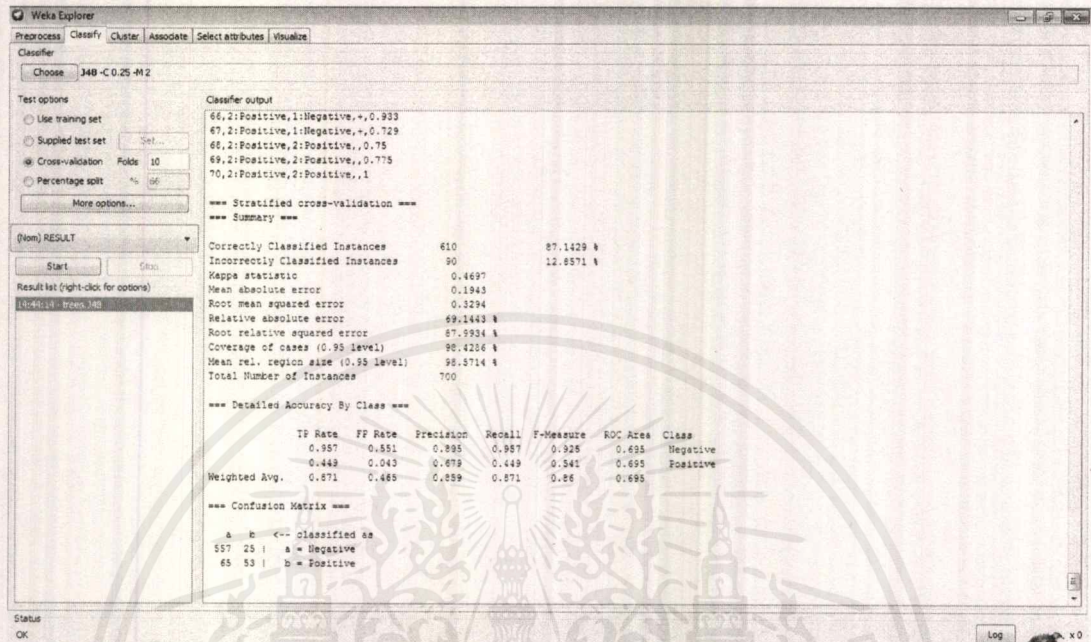 Weka Explorer
Preprocess Classify Cluster Associate Select attributes Visualize
Classifier
Choose J48 -C 0.25 -M 2
Test options
Use training set
Supplied test set Set...
Cross-validation Folds 10
Percentage split % 66
More options...
(Nom) RESULT
Start Stop
Result list (right-click for options)
14:44:14 - trees.J48
Classifier output
66,2:Positive,1:Negative,+,0.933
67,2:Positive,1:Negative,+,0.729
68,2:Positive,2:Positive,,0.75
69,2:Positive,2:Positive,,0.775
70,2:Positive,2:Positive,,1
=== Stratified cross-validation ===
=== Summary ===
Correctly Classified Instances 610 87.1429 %
Incorrectly Classified Instances 90 12.8571 %
Kappa statistic 0.4697
Mean absolute error 0.1943
Root mean squared error 0.3294
Relative absolute error 69.1443 %
Root relative squared error 87.9934 %
Coverage of cases (0.95 level) 98.4286 %
Mean rel. region size (0.95 level) 98.5714 %
Total Number of Instances 700
=== Detailed Accuracy By Class ===
TP Rate FP Rate Precision Recall F-Measure ROC Area Class
0.957 0.551 0.895 0.957 0.925 0.695 Negative
0.449 0.043 0.679 0.449 0.541 0.695 Positive
Weighted Avg. 0.871 0.465 0.859 0.871 0.86 0.695
=== Confusion Matrix ===
a b <-- classified as
557 25 | a = Negative
65 53 | b = Positive
Status
OK
Log
x 0